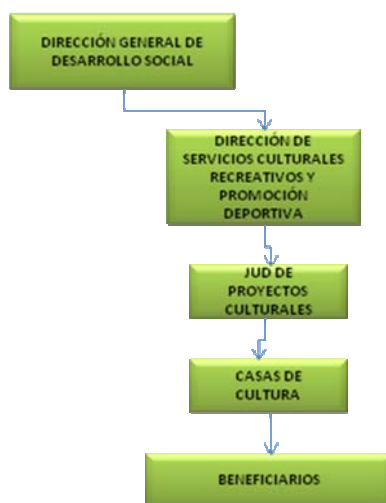 DIRECCIÓN GENERAL DE
DESARROLLO SOCIAL
DIRECCIÓN DE
SERVICIOS CULTURALES
RECREATIVOS Y
PROMOCIÓN
DEPORTIVA
JUD DE
PROYECTOS
CULTURALES
CASAS DE
CULTURA
BENEFICIARIOS